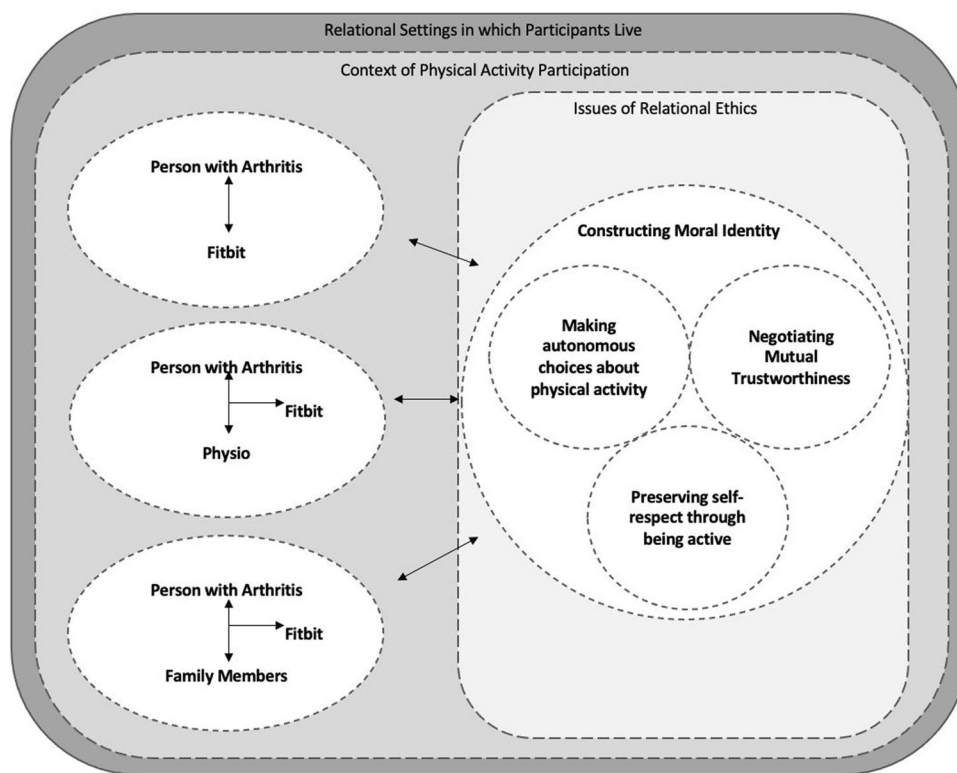 Relational Settings in which Participants Live
Context of Physical Activity Participation
Issues of Relational Ethics
Person with Arthritis
Fitbit
Person with Arthritis
Fitbit
Physio
Person with Arthritis
Fitbit
Family Members
Constructing Moral Identity
Making
autonomous
choices about
physical activity
Negotiating
Mutual
Trustworthiness
Preserving self-
respect through
being active